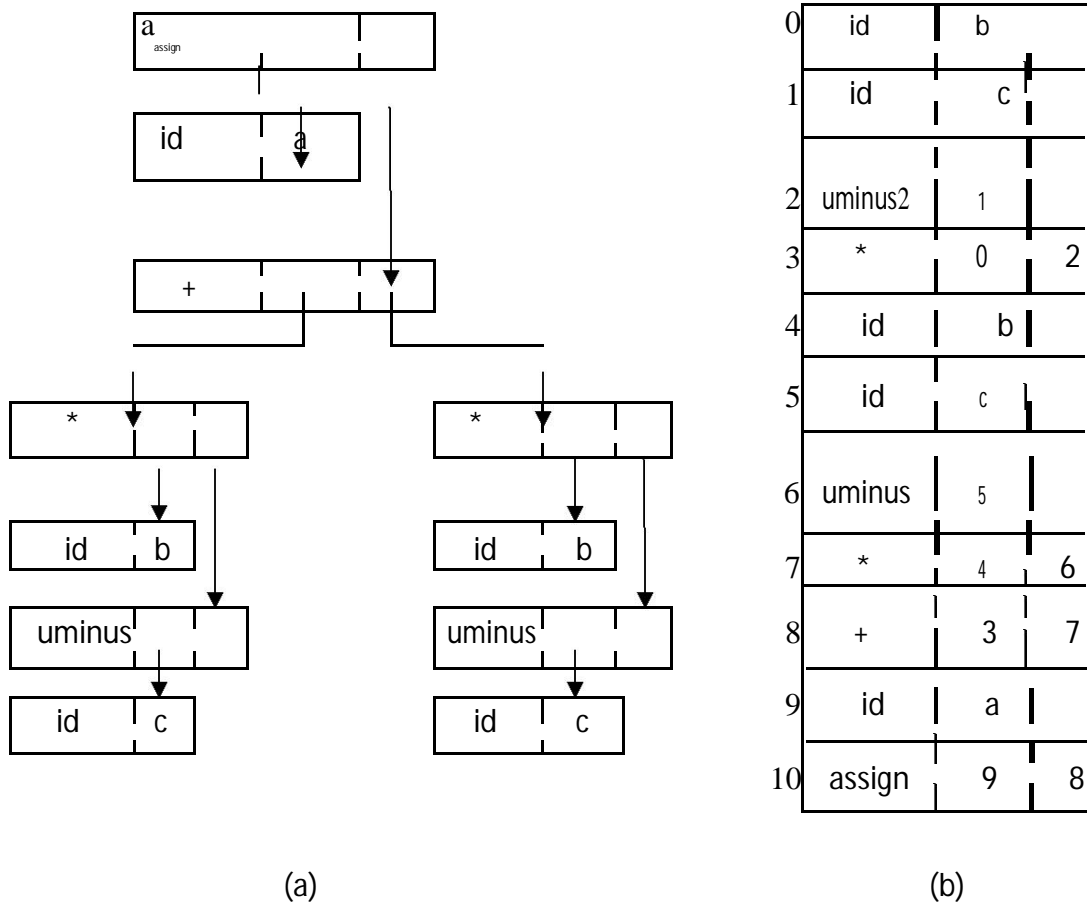 a
assign
id a
+
* *
id b id b
uminus uminus
id c id c
0 id b
1 id c
2 uminus2 1
3 * 0 2
4 id b
5 id c
6 uminus 5
7 * 4 6
8 + 3 7
9 id a
10 assign 9 8
(a) (b)